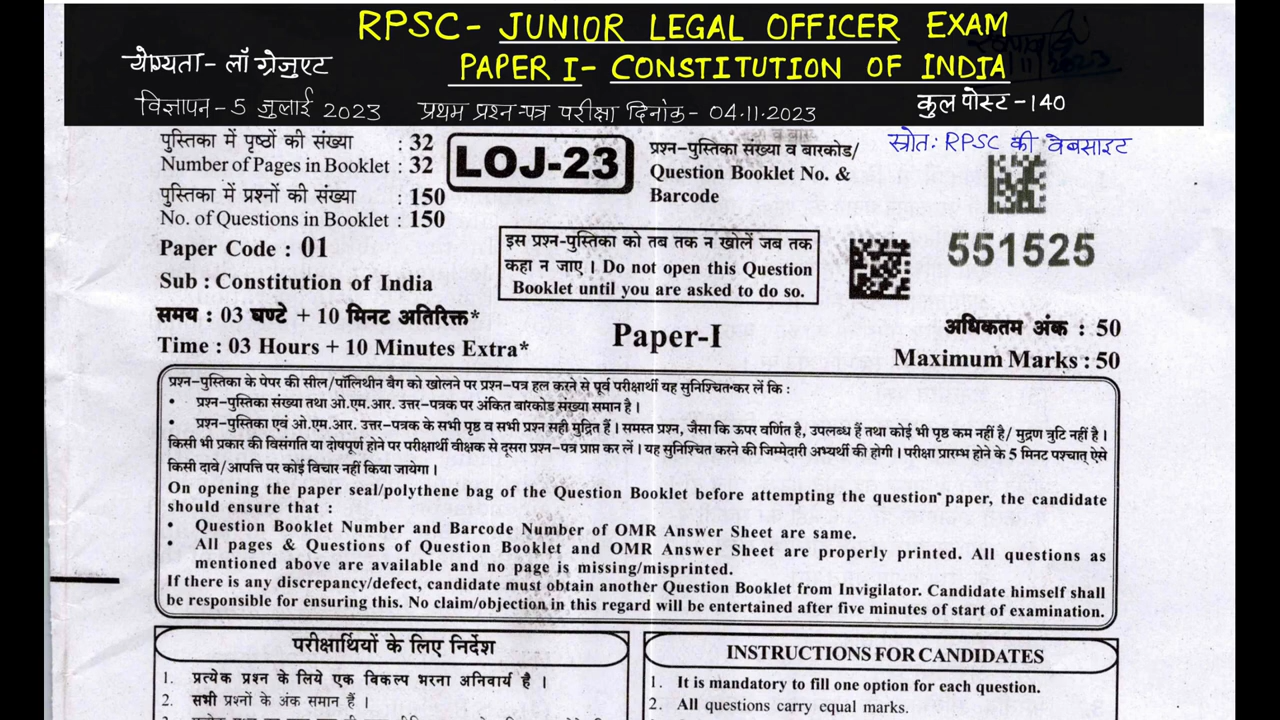 RPSC- JUNIOR LEGAL OFFICER EXAM
योग्यता- लॉ ग्रेजुएट
PAPER I- CONSTITUTION OF INDIA
विज्ञापन- 5 जुलाई 2023
प्रथम प्रश्न-पत्र परीक्षा दिनांक- 04.11.2023
कुल पोस्ट -140
स्रोत: RPSC की वेबसाइट
पुस्तिका में पृष्ठों की संख्या : 32
Number of Pages in Booklet : 32
पुस्तिका में प्रश्नों की संख्या : 150
No. of Questions in Booklet : 150
Paper Code : 01
Sub : Constitution of India
समय : 03 घण्टे + 10 मिनट अतिरिक्त*
Time : 03 Hours + 10 Minutes Extra*
LOJ-23
प्रश्न-पुस्तिका संख्या व बारकोड/
Question Booklet No. &
Barcode
इस प्रश्न-पुस्तिका को तब तक न खोलें जब तक
कहा न जाए। Do not open this Question
Booklet until you are asked to do so.
551525
Paper-I
अधिकतम अंक : 50
Maximum Marks : 50
प्रश्न-पुस्तिका के पेपर की सील/पॉलिथीन बैग को खोलने पर प्रश्न-पत्र हल करने से पूर्व परीक्षार्थी यह सुनिश्चित कर लें कि :
• प्रश्न-पुस्तिका संख्या तथा ओ.एम.आर. उत्तर-पत्रक पर अंकित बारकोड संख्या समान है।
• प्रश्न-पुस्तिका एवं ओ.एम.आर. उत्तर-पत्रक के सभी पृष्ठ व सभी प्रश्न सही मुद्रित हैं। समस्त प्रश्न, जैसा कि ऊपर वर्णित है, उपलब्ध हैं तथा कोई भी पृष्ठ कम नहीं है/ मुद्रण त्रुटि नहीं है।
किसी भी प्रकार की विसंगति या दोषपूर्ण होने पर परीक्षार्थी वीक्षक से दूसरा प्रश्न-पत्र प्राप्त कर लें। यह सुनिश्चित करने की जिम्मेदारी अभ्यर्थी की होगी। परीक्षा प्रारम्भ होने के 5 मिनट पश्चात् ऐसे
किसी दावे/आपत्ति पर कोई विचार नहीं किया जायेगा।
On opening the paper seal/polythene bag of the Question Booklet before attempting the question paper, the candidate
should ensure that :
• Question Booklet Number and Barcode Number of OMR Answer Sheet are same.
• All pages & Questions of Question Booklet and OMR Answer Sheet are properly printed. All questions as
mentioned above are available and no page is missing/misprinted.
If there is any discrepancy/defect, candidate must obtain another Question Booklet from Invigilator. Candidate himself shall
be responsible for ensuring this. No claim/objection in this regard will be entertained after five minutes of start of examination.
परीक्षार्थियों के लिए निर्देश
1. प्रत्येक प्रश्न के लिये एक विकल्प भरना अनिवार्य है।
2. सभी प्रश्नों के अंक समान हैं।
INSTRUCTIONS FOR CANDIDATES
1. It is mandatory to fill one option for each question.
2. All questions carry equal marks.